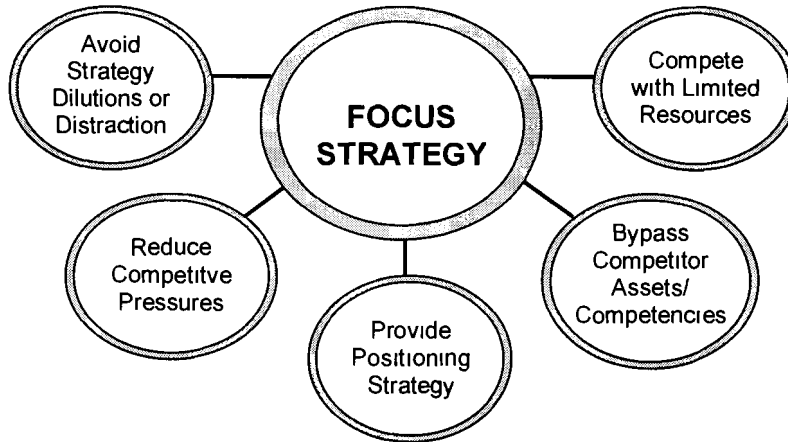 Avoid
Strategy
Dilutions or
Distraction
FOCUS
STRATEGY
Compete
with Limited
Resources
Reduce
Competitve
Pressures
Provide
Positioning
Strategy
Bypass
Competitor
Assets/
Competencies